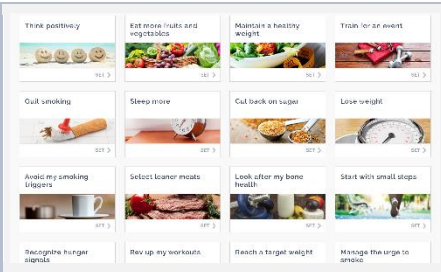 Think positively
Eat more fruits and
vegetables
Maintain a healthy
weight
Train for an event
SET >
SET >
SET >
SET >
Quit smoking
Sleep more
Cut back on sugar
Lose weight
SET >
SET >
SET >
SET >
Avoid my smoking
triggers
Select leaner meats
Look after my bone
health
Start with small steps
SET >
SET >
SET >
SET >
Recognize hunger
signals
Rev up my workouts
Reach a target weight
Manage the urge to
smoke